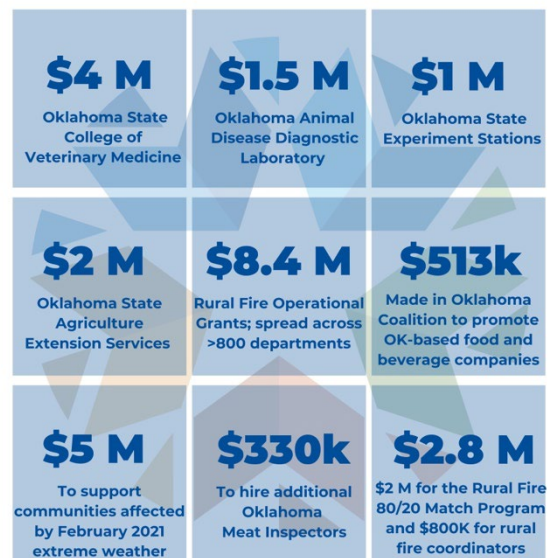 $4 M
Oklahoma State
College of
Veterinary Medicine
$1.5 M
Oklahoma Animal
Disease Diagnostic
Laboratory
$1 M
Oklahoma State
Experiment Stations
$2 M
Oklahoma State
Agriculture
Extension Services
$8.4 M
Rural Fire Operational
Grants; spread across
>800 departments
$513k
Made in Oklahoma
Coalition to promote
OK-based food and
beverage companies
$5 M
To support
communities affected
by February 2021
extreme weather
$330k
To hire additional
Oklahoma
Meat Inspectors
$2.8 M
$2 M for the Rural Fire
80/20 Match Program
and $800K for rural
fire coordinators